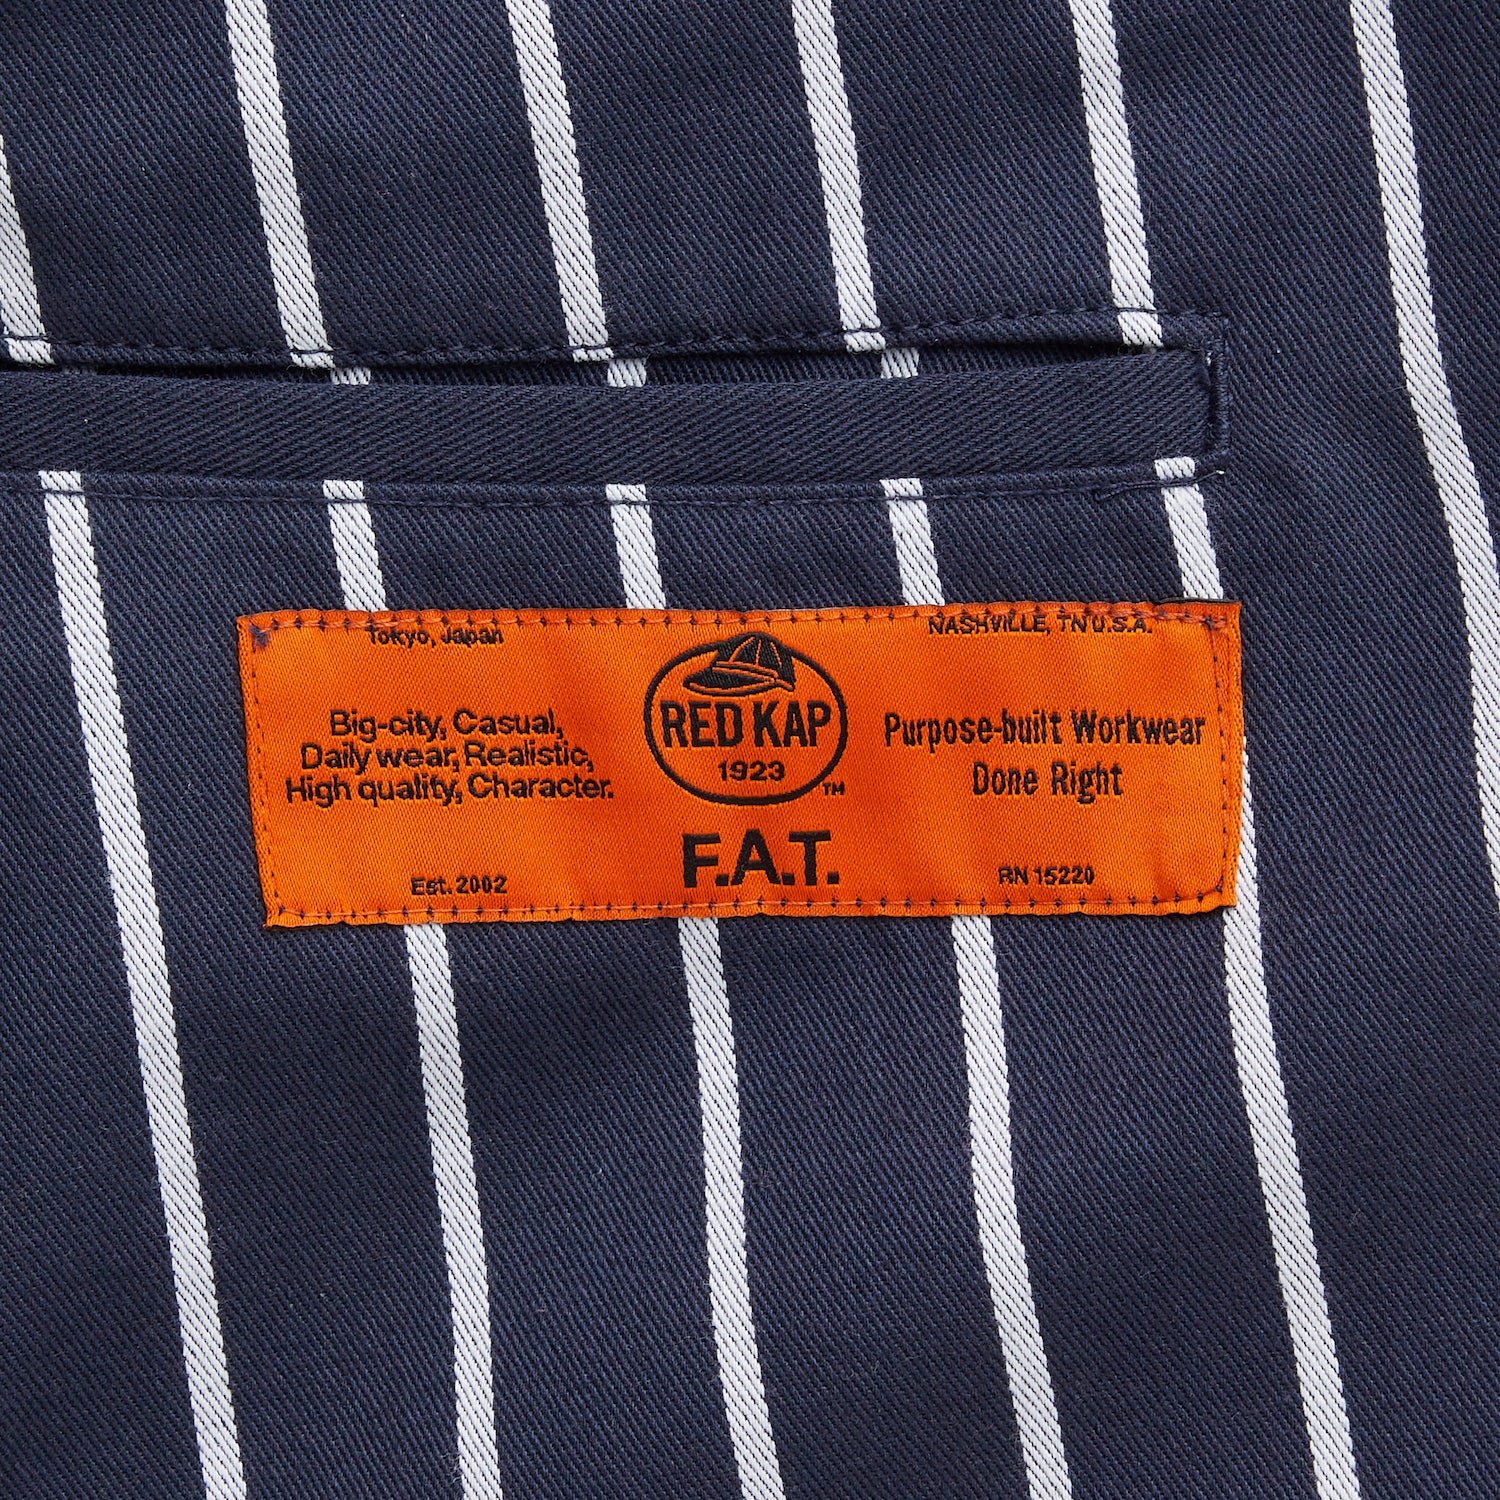 Tokyo, Japan
Big-city, Casual,
Daily wear, Realistic,
High quality, Character.
Est. 2002
RED KAP
1923
TM
F.A.T.
NASHVILLE, TN U.S.A.
Purpose-built Workwear
Done Right
RN 15220